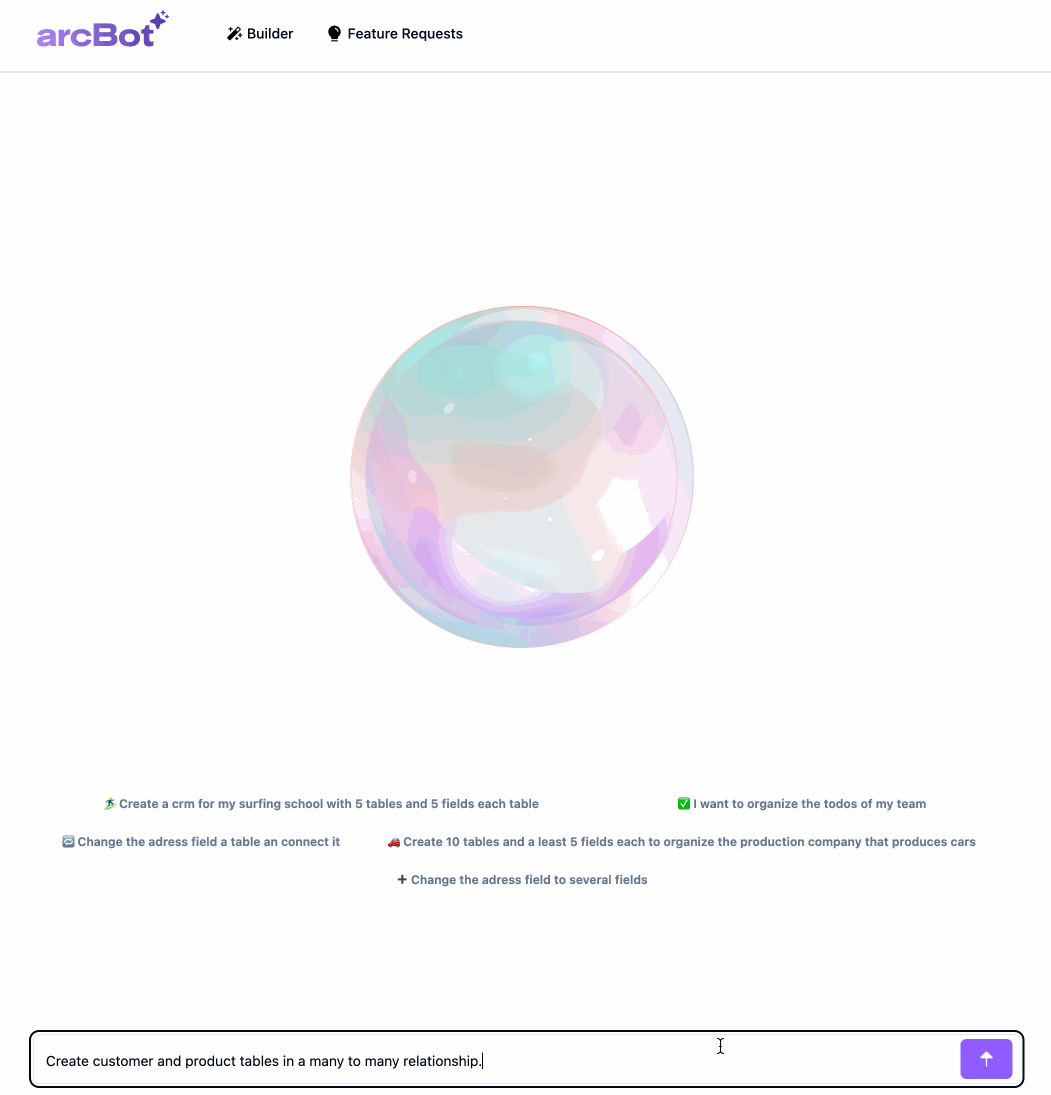 arcBot
Builder
Feature Requests
Create a crm for my surfing school with 5 tables and 5 fields each table
I want to organize the todos of my team
Change the adress field a table an connect it
Create 10 tables and a least 5 fields each to organize the production company that produces cars
Change the adress field to several fields
Create customer and product tables in a many to many relationship.